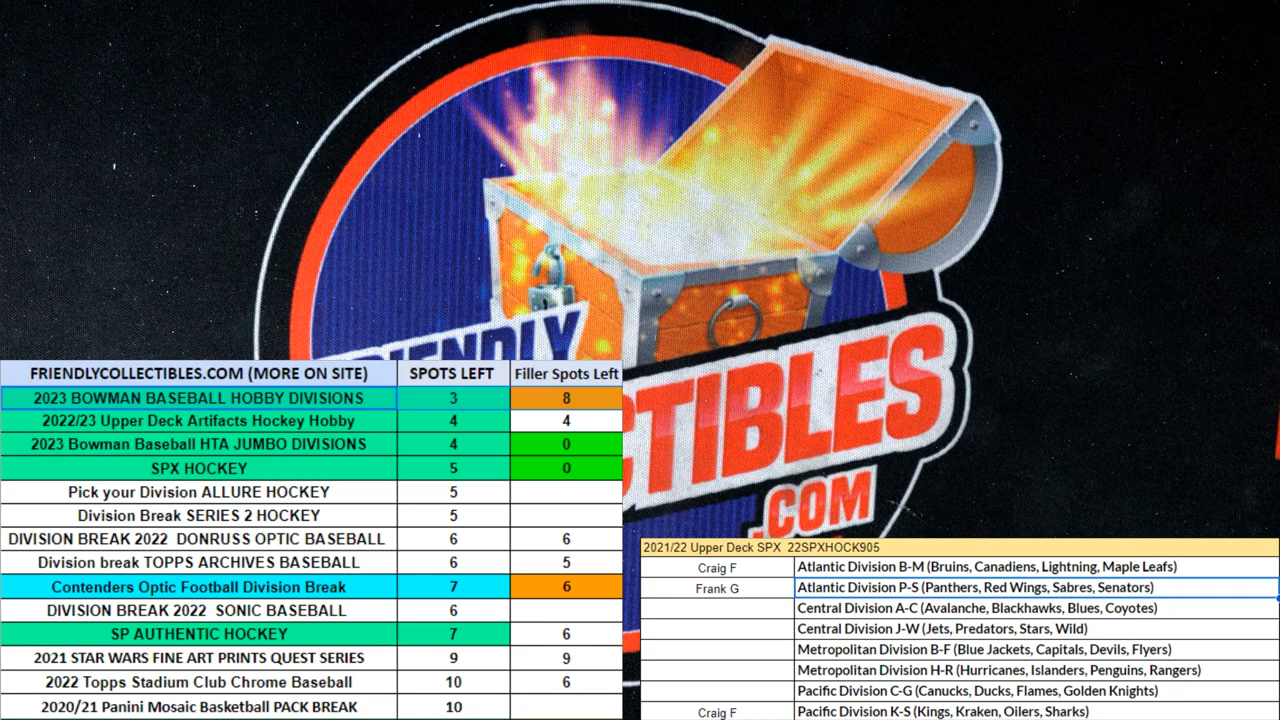 FRIENDLY
CTIBLES
.COM
FRIENDLYCOLLECTIBLES.COM (MORE ON SITE) SPOTS LEFT Filler Spots Left
2023 BOWMAN BASEBALL HOBBY DIVISIONS 3 8
2022/23 Upper Deck Artifacts Hockey Hobby 4 4
2023 Bowman Baseball HTA JUMBO DIVISIONS 4 0
SPX HOCKEY 5 0
Pick your Division ALLURE HOCKEY 5
Division Break SERIES 2 HOCKEY 5
DIVISION BREAK 2022 DONRUSS OPTIC BASEBALL 6 6
Division break TOPPS ARCHIVES BASEBALL 6 5
Contenders Optic Football Division Break 7 6
DIVISION BREAK 2022 SONIC BASEBALL 6
SP AUTHENTIC HOCKEY 7 6
2021 STAR WARS FINE ART PRINTS QUEST SERIES 9 9
2022 Topps Stadium Club Chrome Baseball 10 6
2020/21 Panini Mosaic Basketball PACK BREAK 10
2021/22 Upper Deck SPX 22SPXHOCK905
Craig F Atlantic Division B-M (Bruins, Canadiens, Lightning, Maple Leafs)
Frank G Atlantic Division P-S (Panthers, Red Wings, Sabres, Senators)
Central Division A-C (Avalanche, Blackhawks, Blues, Coyotes)
Central Division J-W (Jets, Predators, Stars, Wild)
Metropolitan Division B-F (Blue Jackets, Capitals, Devils, Flyers)
Metropolitan Division H-R (Hurricanes, Islanders, Penguins, Rangers)
Pacific Division C-G (Canucks, Ducks, Flames, Golden Knights)
Craig F Pacific Division K-S (Kings, Kraken, Oilers, Sharks)